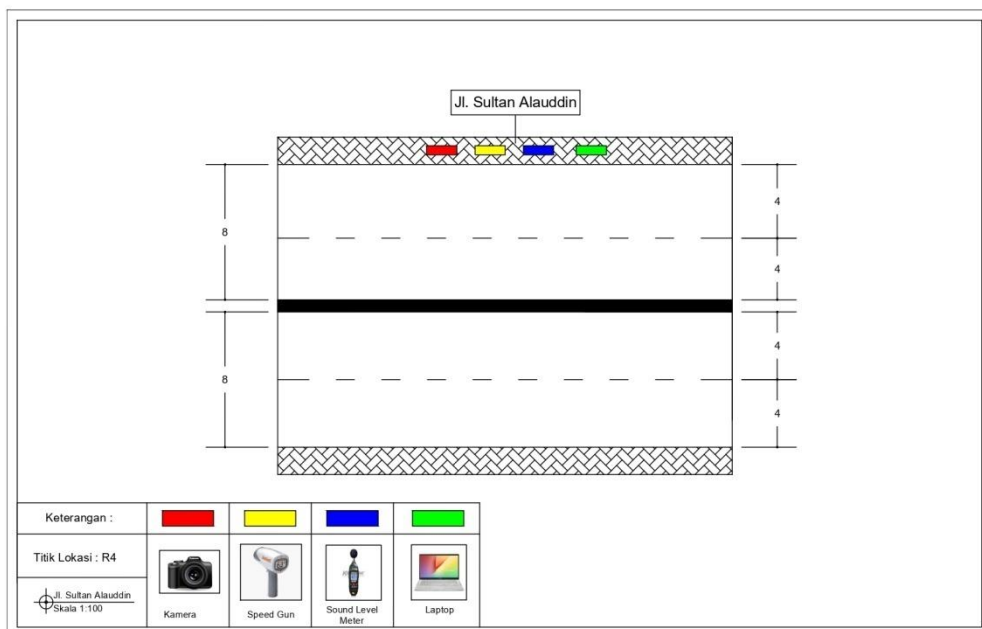 Jl. Sultan Alauddin
8
4
4
8
4
4
Keterangan :
Titik Lokasi : R4
Jl. Sultan Alauddin
Skala 1:100
Kamera
Speed Gun
Sound Level
Meter
Laptop